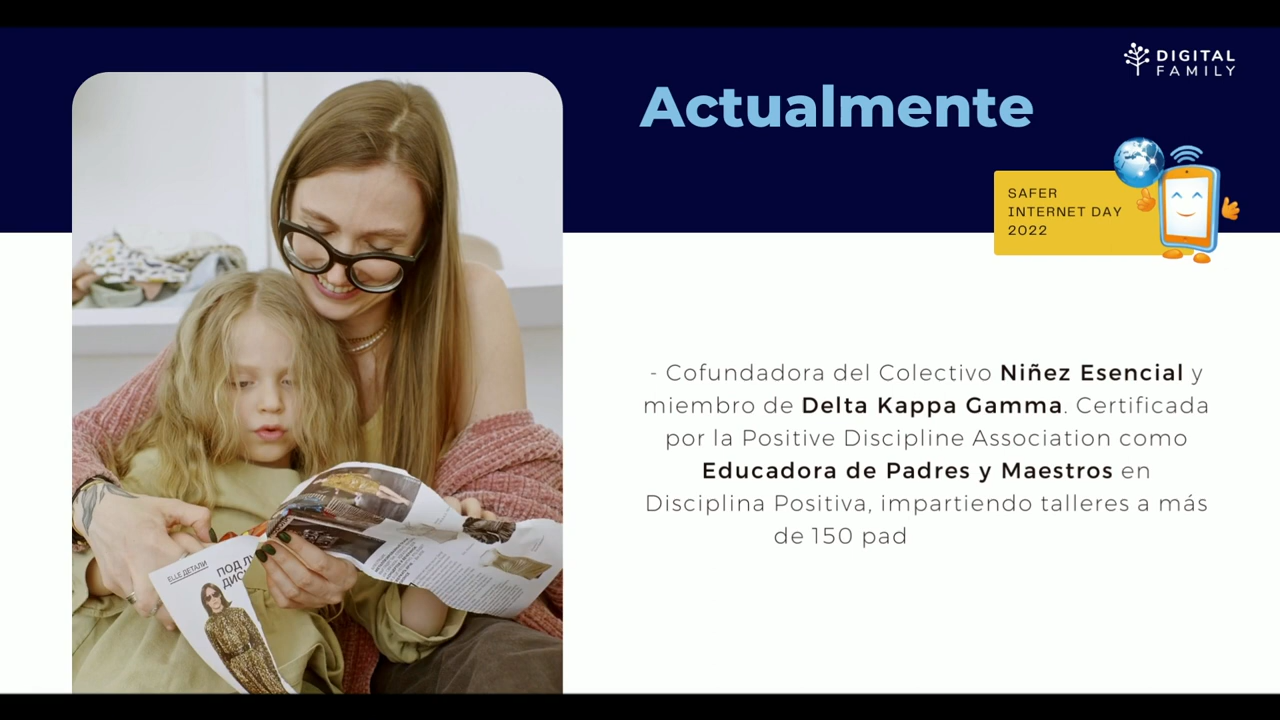 DIGITAL
FAMILY
Actualmente
SAFER
INTERNET DAY
2022
- Cofundadora del Colectivo Niñez Esencial y
miembro de Delta Kappa Gamma. Certificada
por la Positive Discipline Association como
Educadora de Padres y Maestros en
Disciplina Positiva, impartiendo talleres a más
de 150 pad
ELLE ДЕТАЛИ
ПОД